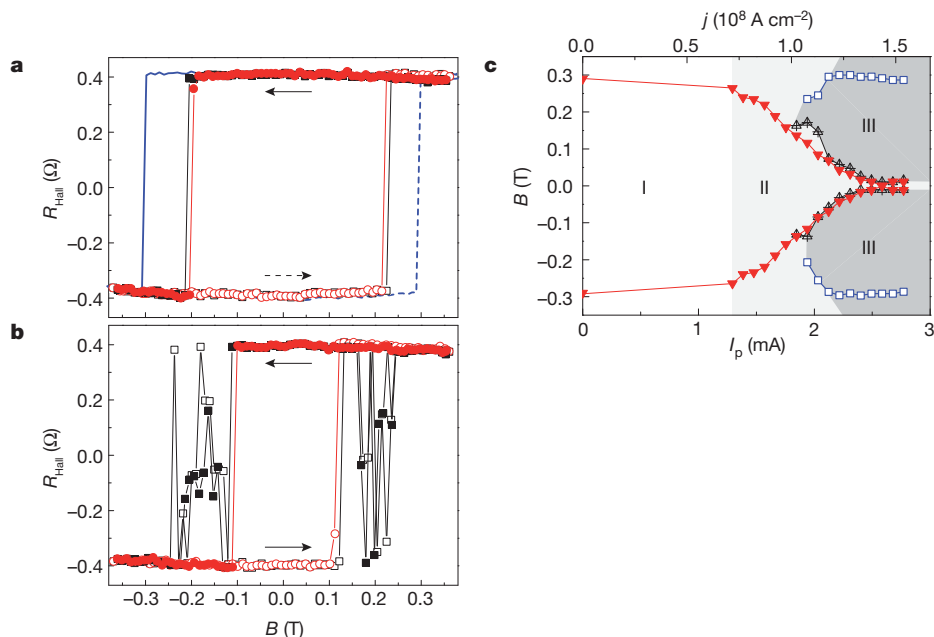 a
R_Hall (Ω)
0.4
0.2
0.0
−0.2
−0.4
b
R_Hall (Ω)
0.4
0.2
0.0
−0.2
−0.4
−0.3 −0.2 −0.1 0.0 0.1 0.2 0.3
B (T)
c
j (10⁸ A cm⁻²)
0.0 0.5 1.0 1.5
B (T)
0.3
0.2
0.1
0.0
−0.1
−0.2
−0.3
I
II
III
III
0 1 2 3
I_p (mA)